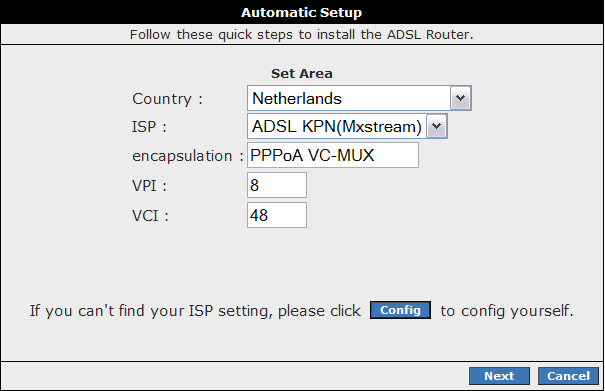 Automatic Setup
Follow these quick steps to install the ADSL Router.
Set Area
Country : Netherlands
ISP : ADSL KPN(Mxstream)
encapsulation : PPPoA VC-MUX
VPI : 8
VCI : 48
If you can't find your ISP setting, please click Config to config yourself.
Next Cancel